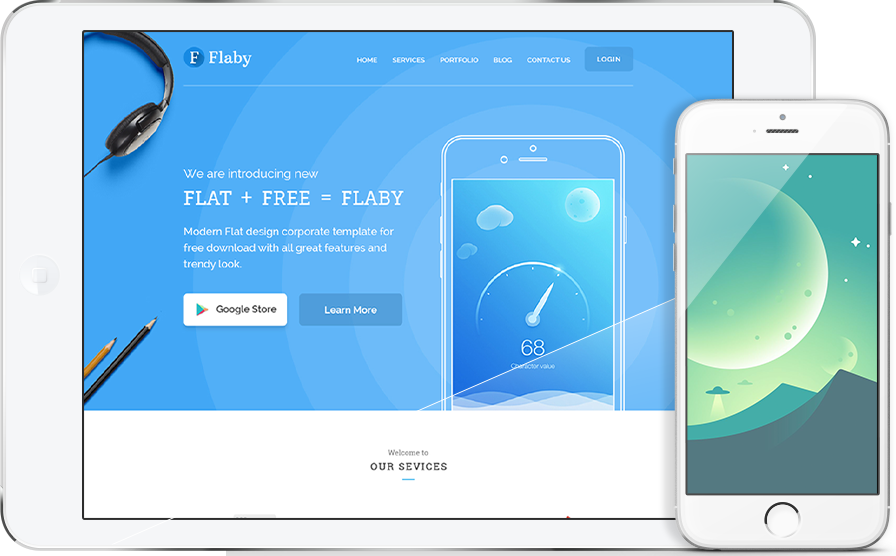 F Flaby
HOME SERVICES PORTFOLIO BLOG CONTACT US LOGIN
We are introducing new
FLAT + FREE = FLABY
Modern Flat design corporate template for
free download with all great features and
trendy look.
Google Store Learn More
68
Character value
Welcome to
OUR SEVICES